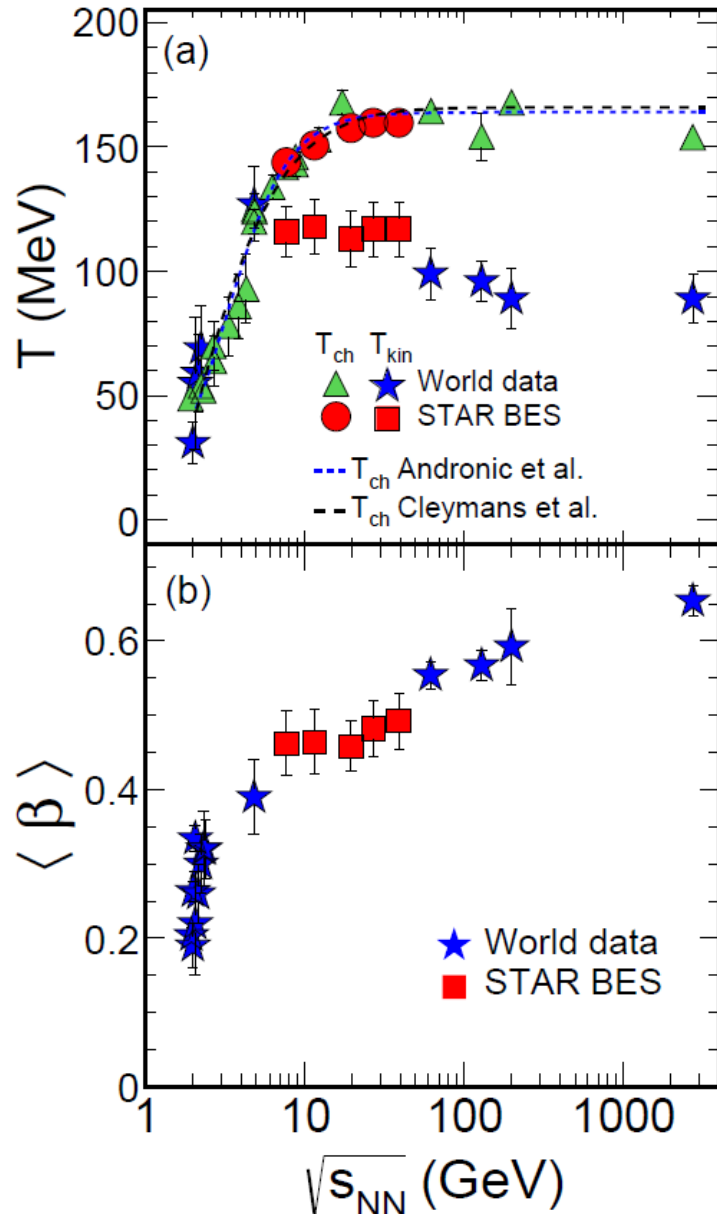 200
(a)
150
T (MeV)
100
T_ch T_kin
World data
50
STAR BES
T_ch Andronic et al.
0
T_ch Cleymans et al.
(b)
0.6
⟨ β ⟩
0.4
0.2
World data
STAR BES
0
1 10 100 1000
√s_NN (GeV)